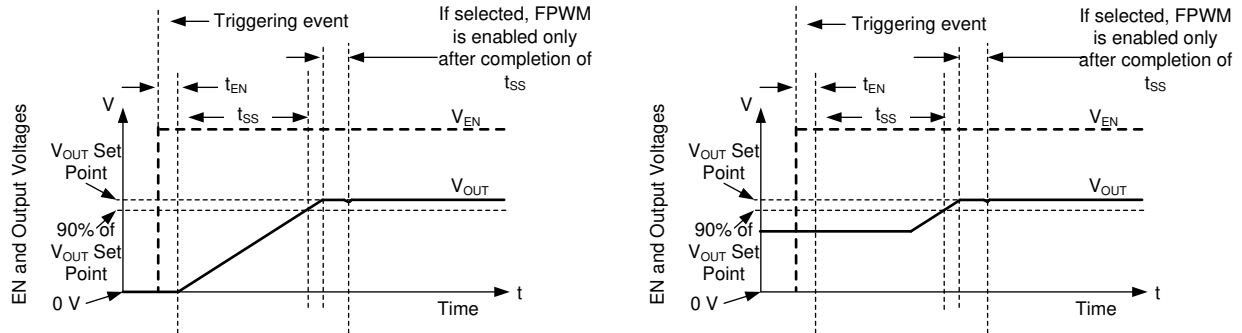 Triggering event
If selected, FPWM
is enabled only
after completion of
tSS
tEN
V
tSS
VEN
EN and Output Voltages
VOUT Set
Point
VOUT
90% of
VOUT Set
Point
0 V
t
Time
Triggering event
If selected, FPWM
is enabled only
after completion of
tSS
tEN
V
tSS
VEN
EN and Output Voltages
VOUT Set
Point
VOUT
90% of
VOUT Set
Point
0 V
t
Time